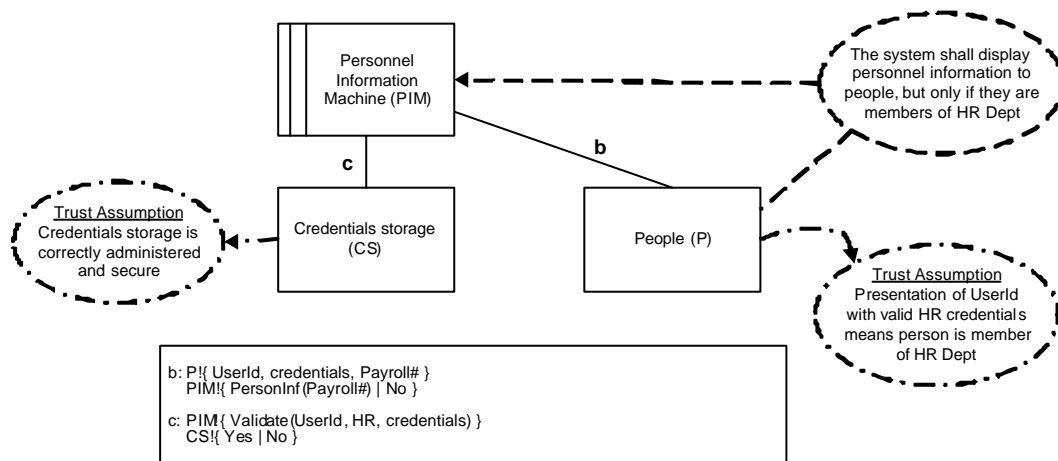 Personnel
Information
Machine (PIM)
The system shall display
personnel information to
people, but only if they are
members of HR Dept
b
c
Trust Assumption
Credentials storage is
correctly administered
and secure
Credentials storage
(CS)
People (P)
Trust Assumption
Presentation of UserId
with valid HR credentials
means person is member
of HR Dept
b: P!{ UserId, credentials, Payroll# }
PIM!{ PersonInf(Payroll#) | No }
c: PIM!{ Validate(UserId, HR, credentials) }
CS!{ Yes | No }